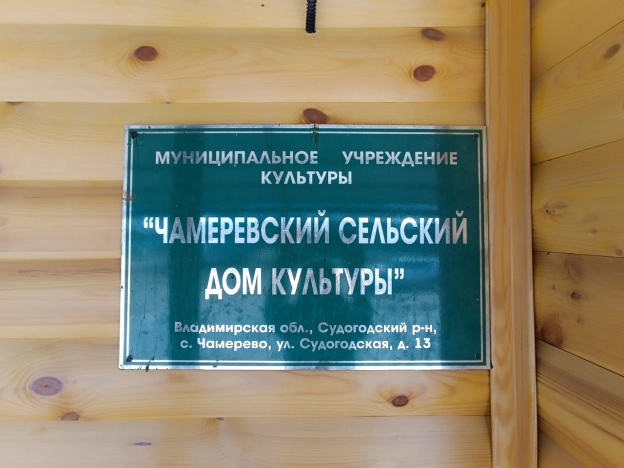 МУНИЦИПАЛЬНОЕ УЧРЕЖДЕНИЕ
КУЛЬТУРЫ
“ЧАМЕРЕВСКИЙ СЕЛЬСКИЙ
ДОМ КУЛЬТУРЫ”
Владимирская обл., Судогодский р-н,
с. Чамерево, ул. Судогодская, д. 13